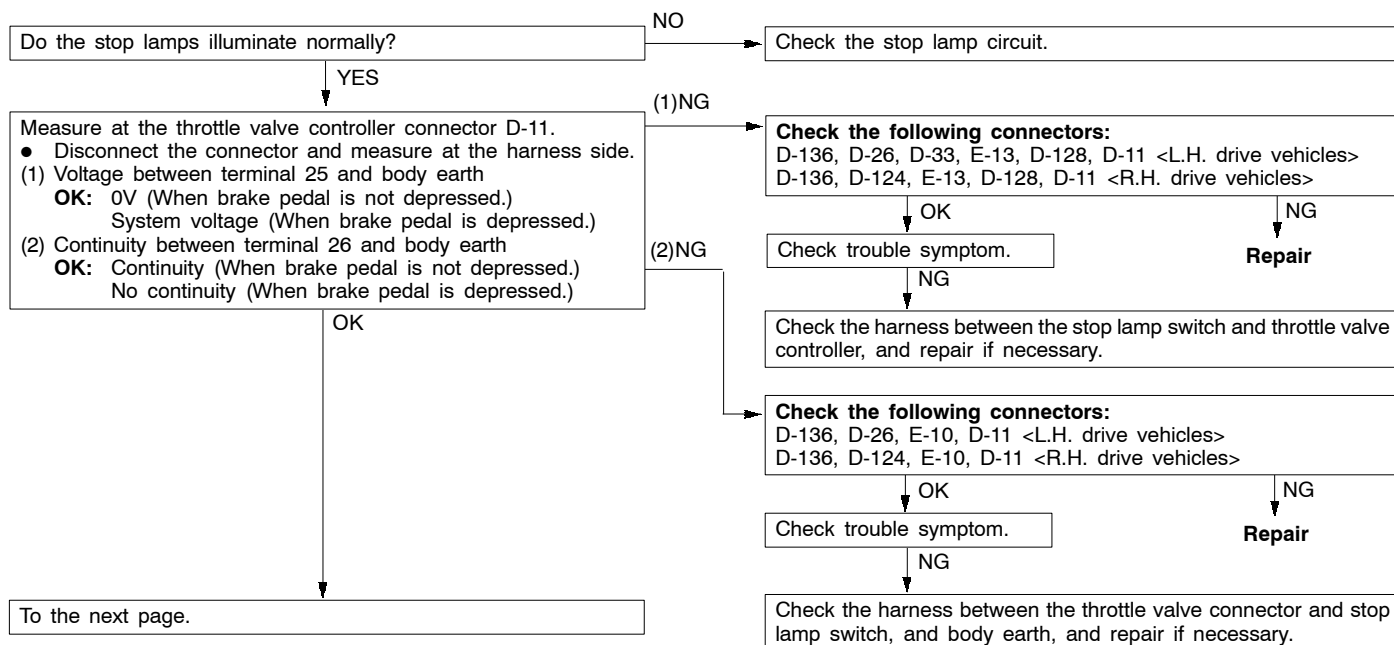 Do the stop lamps illuminate normally?
NO
Check the stop lamp circuit.
YES
Measure at the throttle valve controller connector D-11.
● Disconnect the connector and measure at the harness side.
(1) Voltage between terminal 25 and body earth
OK: 0V (When brake pedal is not depressed.)
System voltage (When brake pedal is depressed.)
(2) Continuity between terminal 26 and body earth
OK: Continuity (When brake pedal is not depressed.)
No continuity (When brake pedal is depressed.)
(1)NG
Check the following connectors:
D-136, D-26, D-33, E-13, D-128, D-11 <L.H. drive vehicles>
D-136, D-124, E-13, D-128, D-11 <R.H. drive vehicles>
OK
NG
Check trouble symptom.
Repair
NG
Check the harness between the stop lamp switch and throttle valve
controller, and repair if necessary.
(2)NG
Check the following connectors:
D-136, D-26, E-10, D-11 <L.H. drive vehicles>
D-136, D-124, E-10, D-11 <R.H. drive vehicles>
OK
NG
Check trouble symptom.
Repair
NG
Check the harness between the throttle valve connector and stop
lamp switch, and body earth, and repair if necessary.
OK
To the next page.